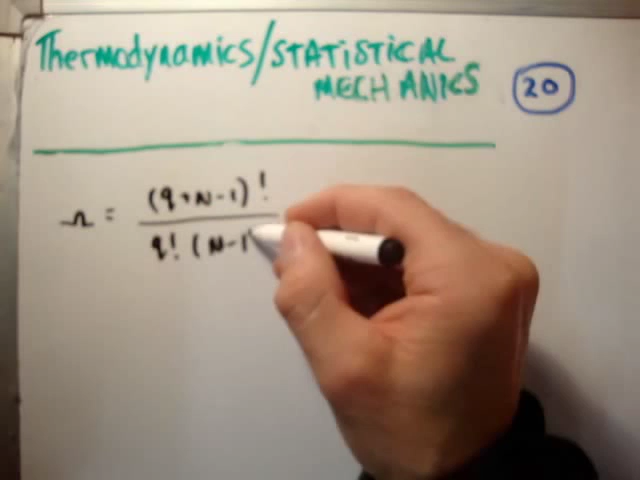 Thermodynamics/STATISTICAL
MECHANICS
20
Ω = (q+N-1)!
q! (N-1